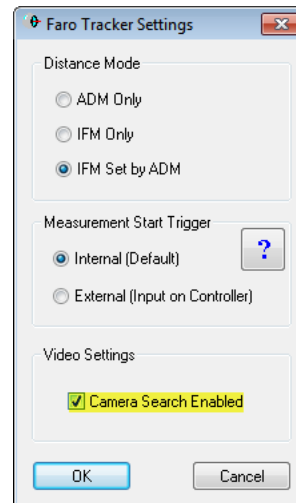 Faro Tracker Settings
Distance Mode
ADM Only
IFM Only
IFM Set by ADM
Measurement Start Trigger
?
Internal (Default)
External (Input on Controller)
Video Settings
Camera Search Enabled
OK Cancel